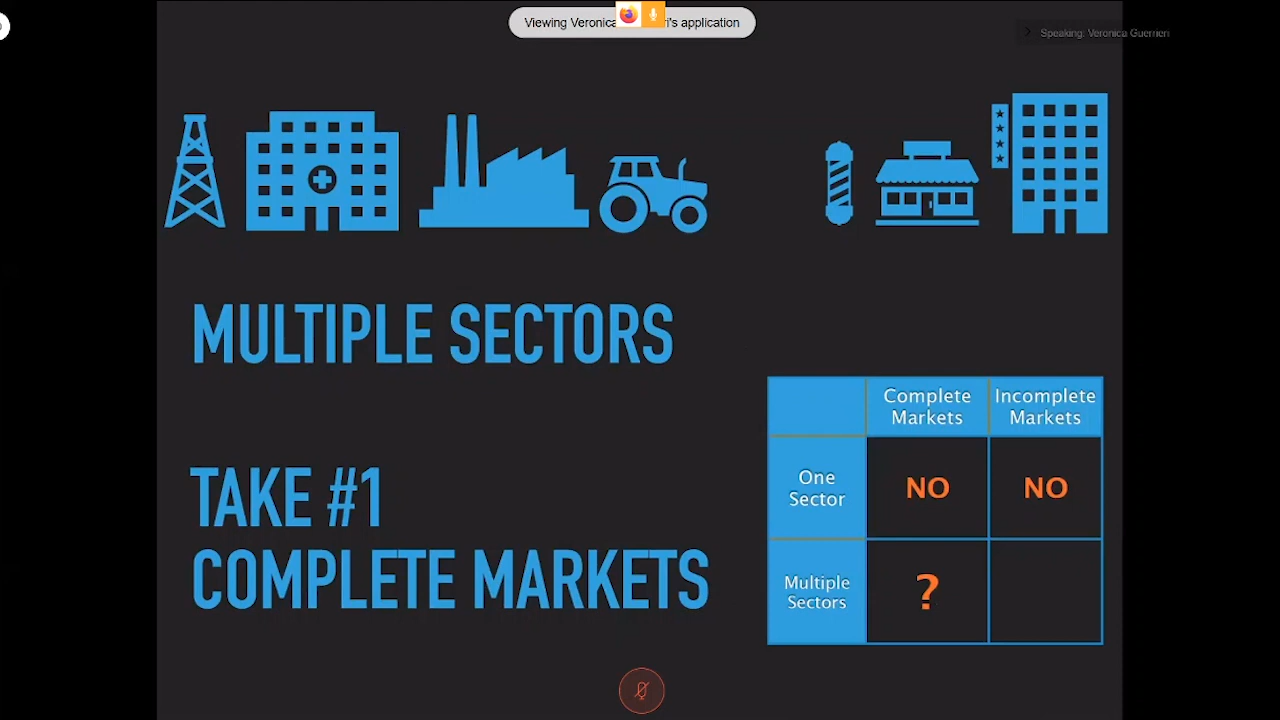 Viewing Veronica ri's application
Speaking: Veronica Guerrieri
MULTIPLE SECTORS
TAKE #1
COMPLETE MARKETS
Complete Markets
Incomplete Markets
One Sector
NO
NO
Multiple Sectors
?